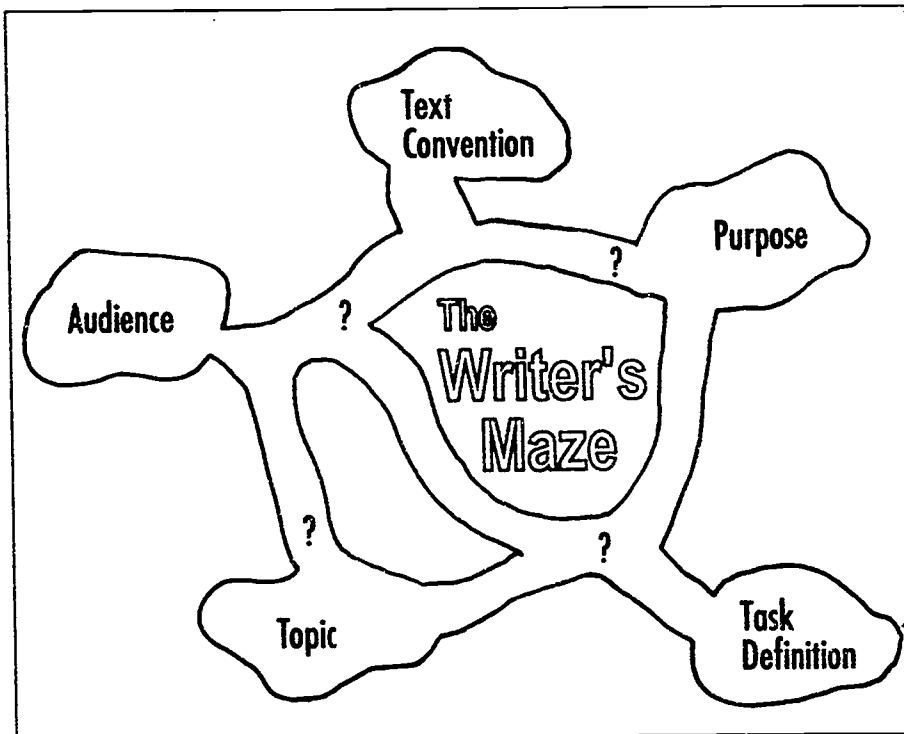 Text
Convention
Purpose
?
Audience
?
The
Writer's
Maze
?
?
Topic
Task
Definition